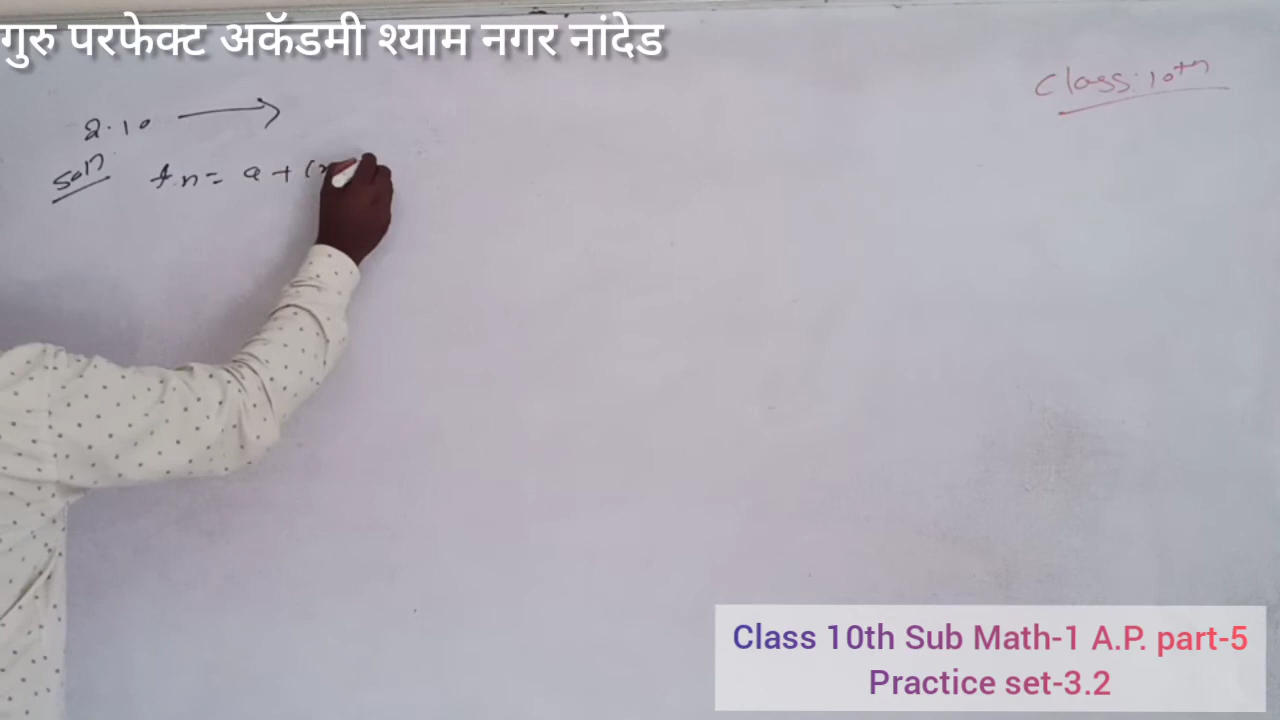 गुरु परफेक्ट अकॅडमी श्याम नगर नांदेड
Class: 10th
Q.10 →
Soln tn = a + (n
Class 10th Sub Math-1 A.P. part-5
Practice set-3.2